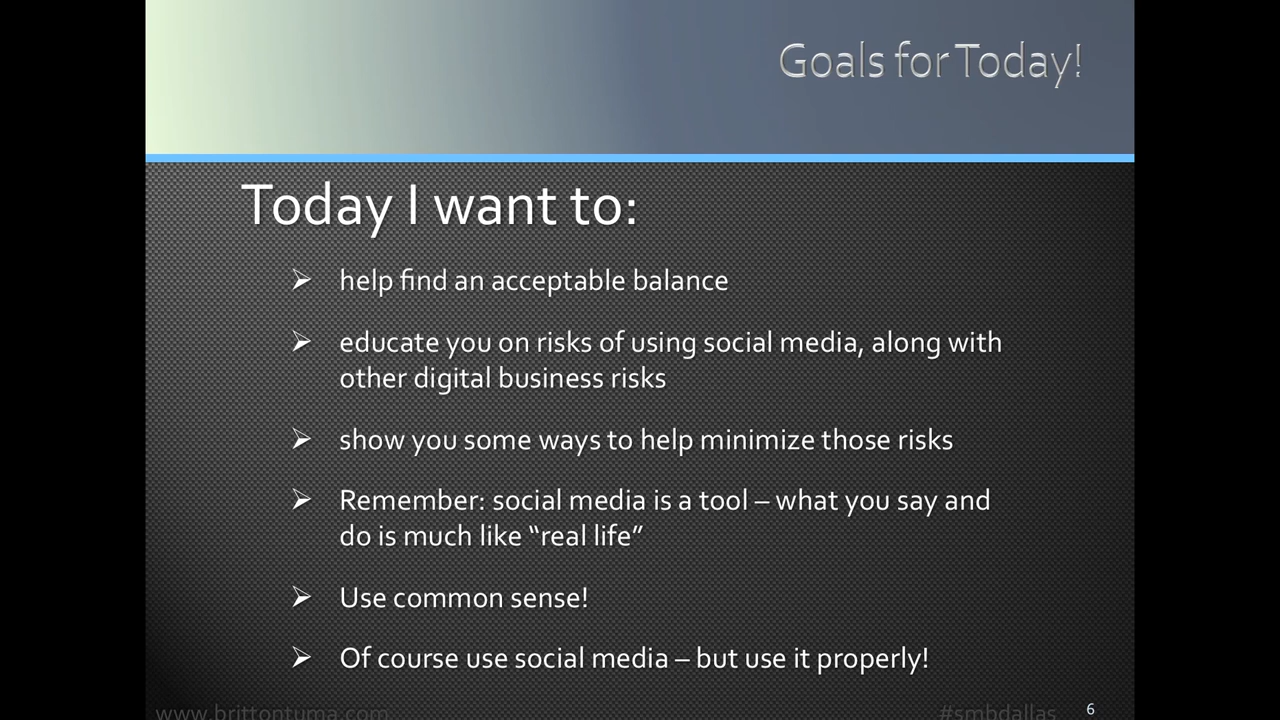 Goals for Today!
Today I want to:
help find an acceptable balance
educate you on risks of using social media, along with
other digital business risks
show you some ways to help minimize those risks
Remember: social media is a tool – what you say and
do is much like “real life”
Use common sense!
Of course use social media – but use it properly!
www.brittontuma.com
#smbdallas
6